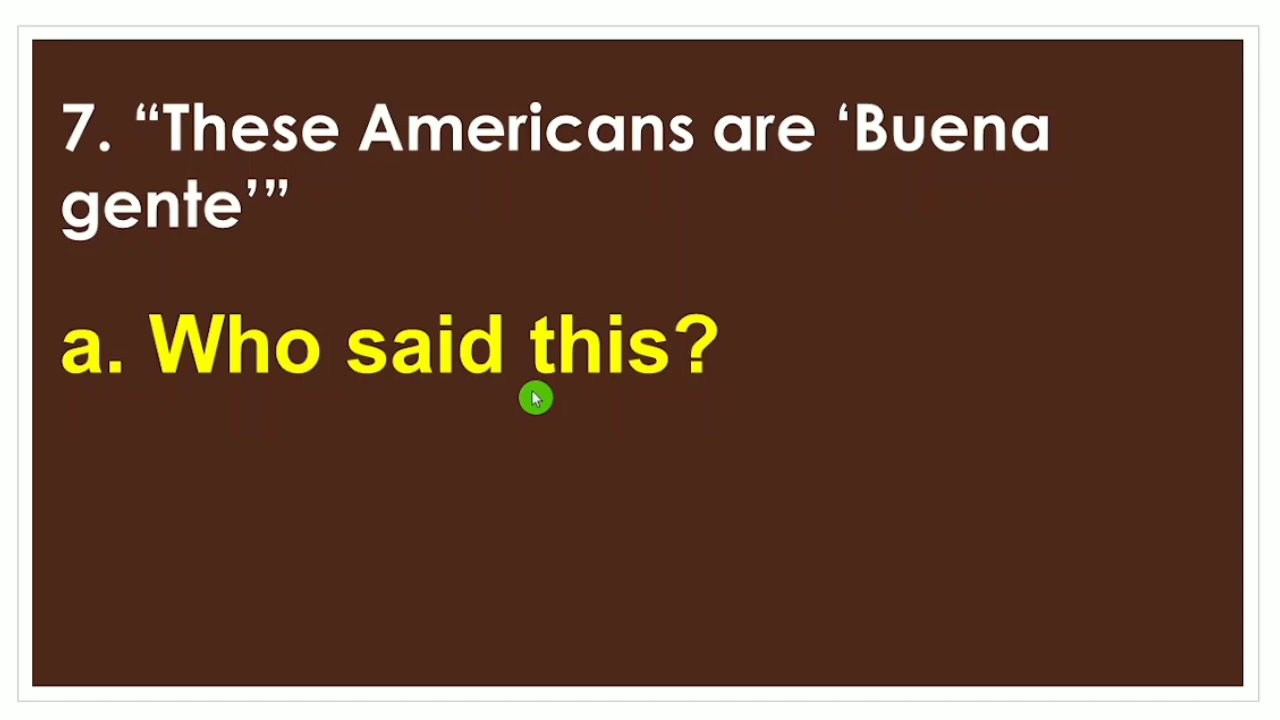 7. “These Americans are ‘Buena
gente’”
a. Who said this?